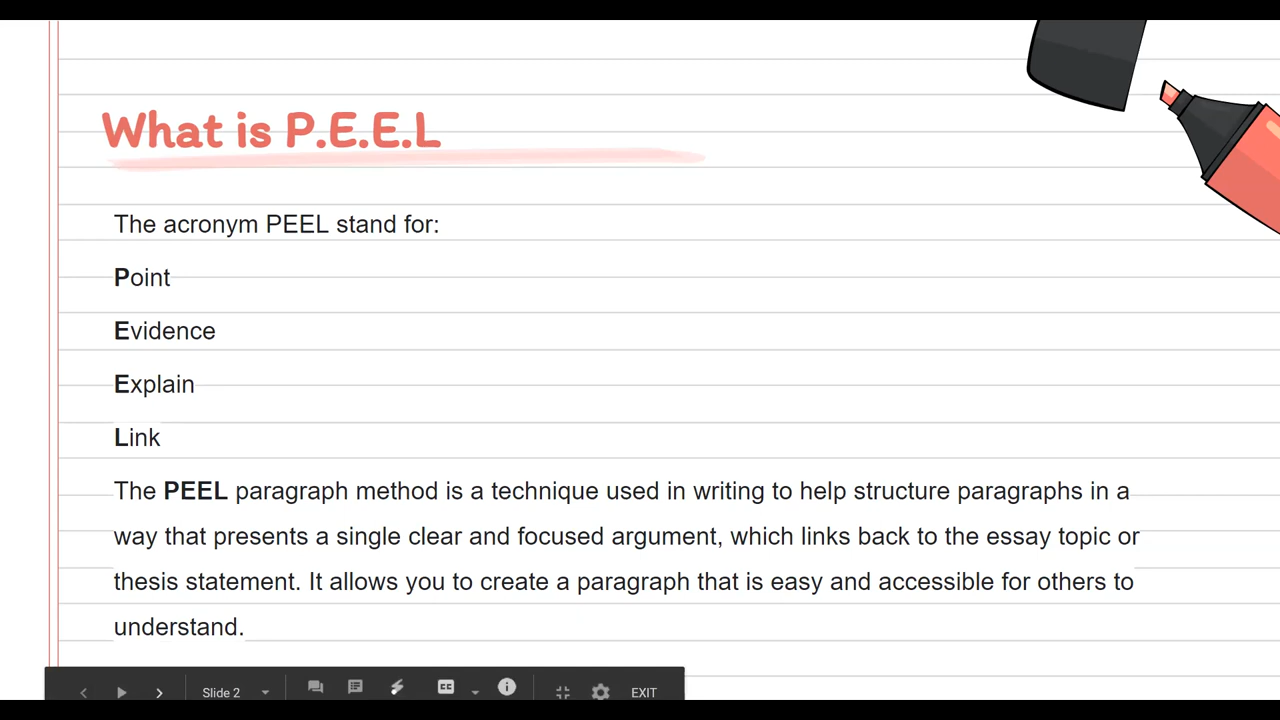 What is P.E.E.L
The acronym PEEL stand for:
Point
Evidence
Explain
Link
The PEEL paragraph method is a technique used in writing to help structure paragraphs in a
way that presents a single clear and focused argument, which links back to the essay topic or
thesis statement. It allows you to create a paragraph that is easy and accessible for others to
understand.
Slide 2 CC EXIT